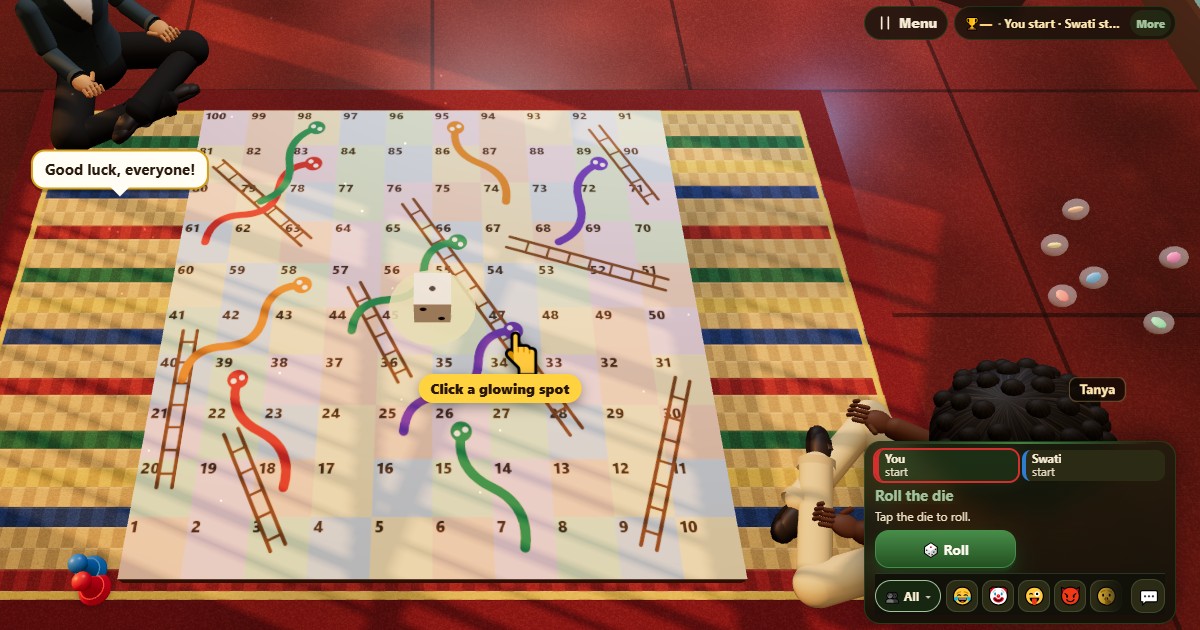 Menu
— · You start · Swati st...
More
100 99 98 97 96 95 94 93 92 91
81 82 83 84 85 86 87 88 89 90
79 78 77 76 75 74 73 72 71
61 62 63 64 65 66 67 68 69 70
60 59 58 57 56 54 53 52 51
41 42 43 44 47 48 49 50
40 39 38 37 36 35 34 33 31
21 22 23 24 25 26 27 28 29 30
20 19 18 17 16 15 14 13 12 11
1 2 3 4 5 6 7 8 9 10
Good luck, everyone!
Click a glowing spot
Tanya
You
start
Swati
start
Roll the die
Tap the die to roll.
Roll
All